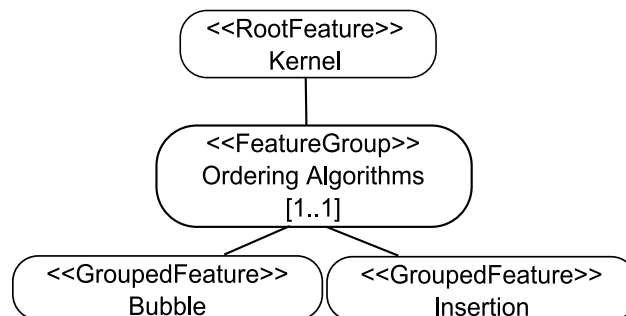 <<RootFeature>>
Kernel
<<FeatureGroup>>
Ordering Algorithms
[1..1]
<<GroupedFeature>>
Bubble
<<GroupedFeature>>
Insertion